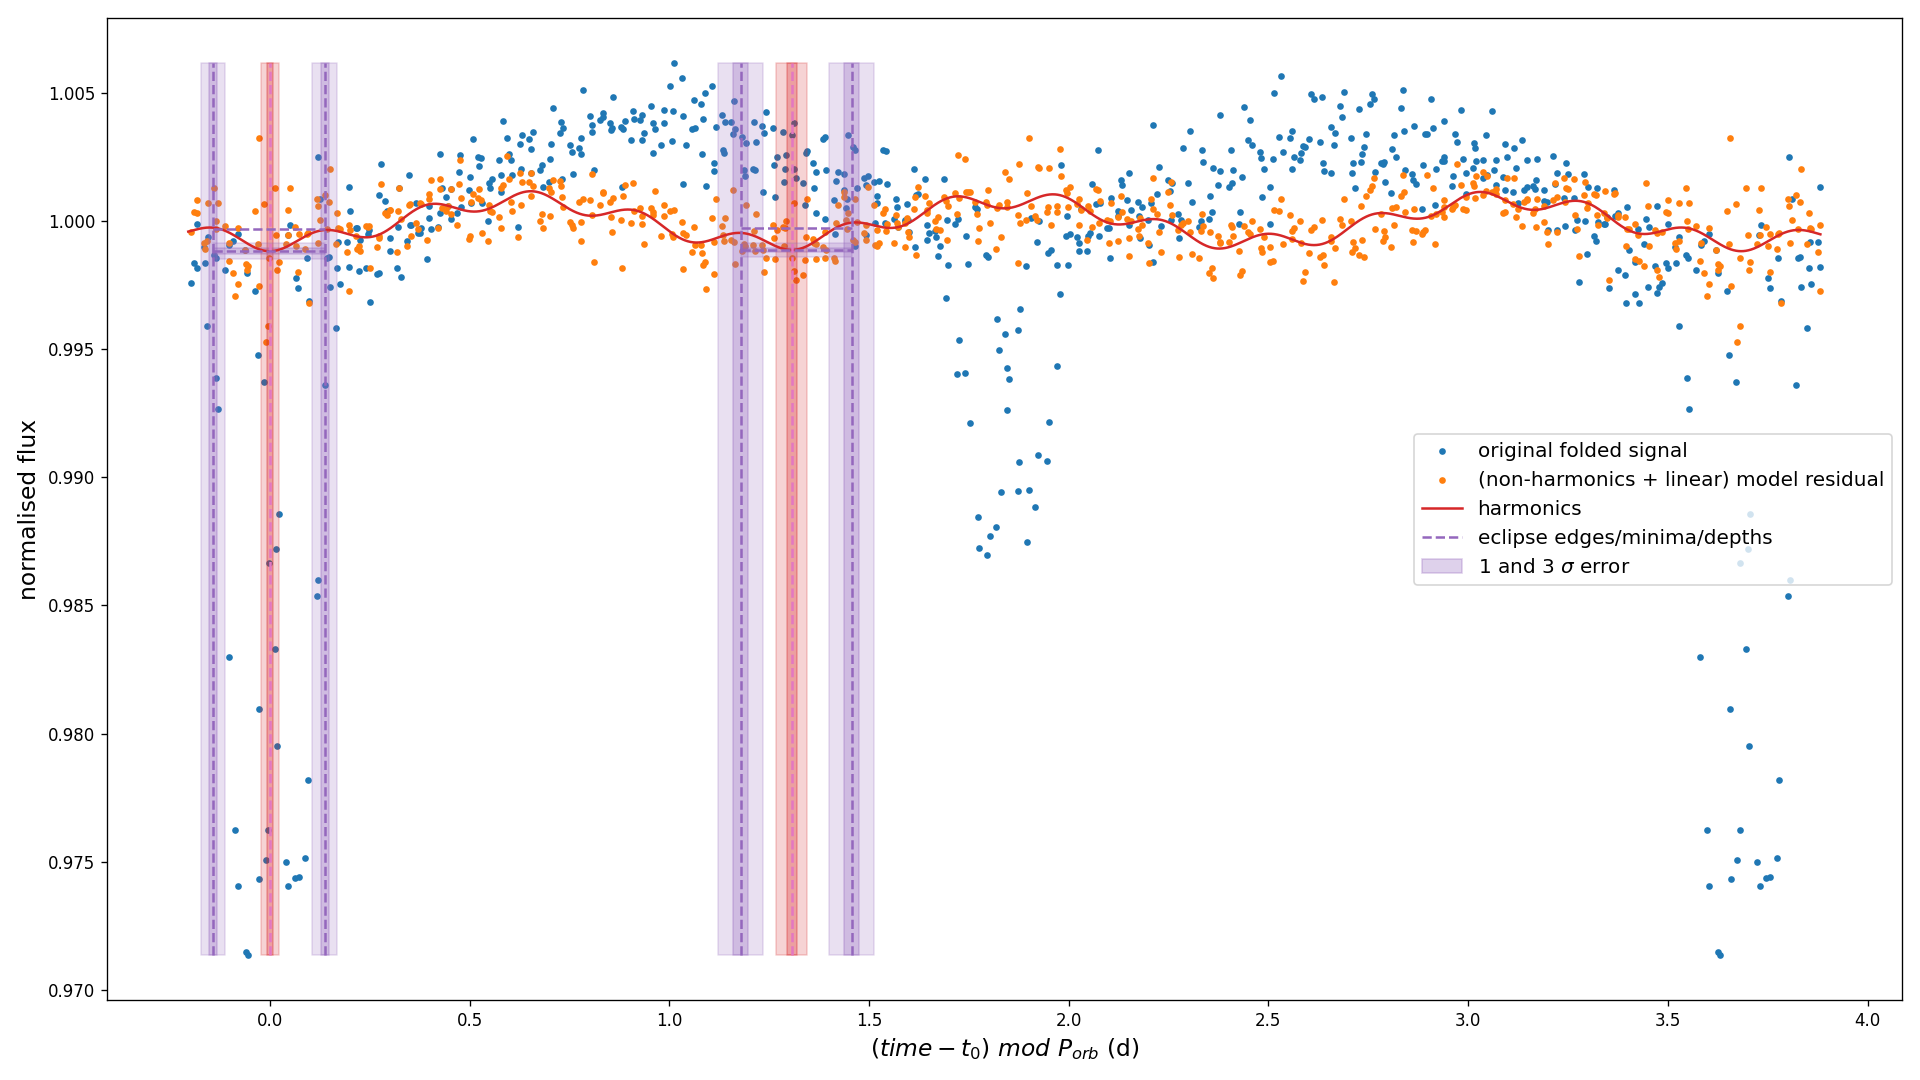 normalised flux
1.005
1.000
0.995
0.990
0.985
0.980
0.975
0.970
original folded signal
(non-harmonics + linear) model residual
harmonics
eclipse edges/minima/depths
1 and 3 σ error
0.0 0.5 1.0 1.5 2.0 2.5 3.0 3.5 4.0
(time − t₀) mod Pₒᵣb (d)